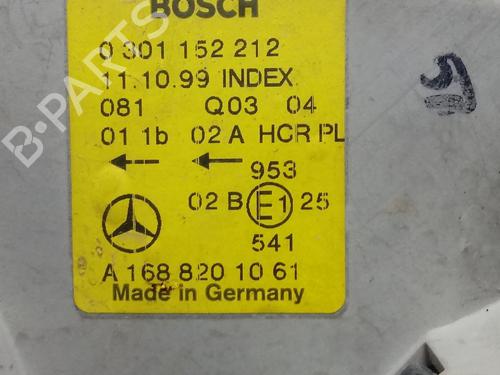 BOSCH
0 301 152 212
11.10.99 INDEX
081 Q03 04
01 1b 02 A HCR PL
953
02 B E1 25
541
A 168 820 10 61
Made in Germany
B-PARTS